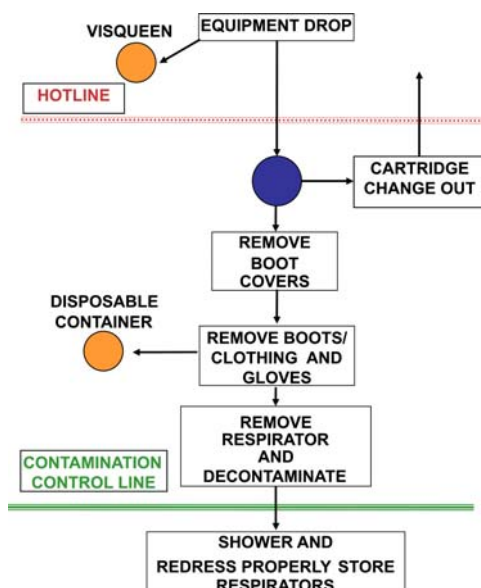 VISQUEEN
EQUIPMENT DROP
HOTLINE
CARTRIDGE
CHANGE OUT
REMOVE
BOOT
COVERS
DISPOSABLE
CONTAINER
REMOVE BOOTS/
CLOTHING AND
GLOVES
REMOVE
RESPIRATOR
AND
DECONTAMINATE
CONTAMINATION
CONTROL LINE
SHOWER AND
REDRESS PROPERLY STORE
RESPIRATORS